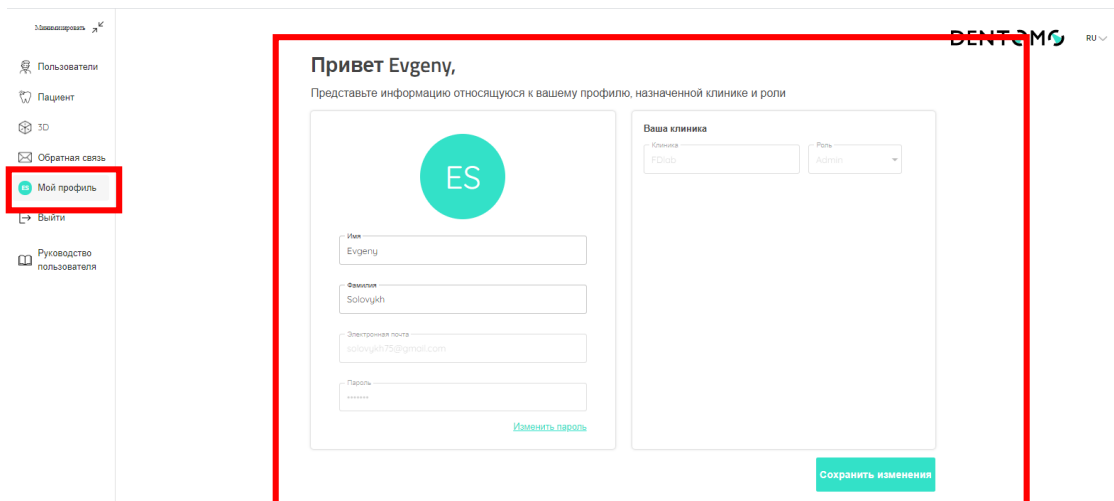 Минимизировать
DENTOMO
RU
Пользователи
Пациент
3D
Обратная связь
ES Мой профиль
Выйти
Руководство
пользователя
Привет Evgeny,
Представьте информацию относящуюся к вашему профилю, назначенной клинике и роли
ES
Имя
Evgeny
Фамилия
Solovykh
Электронная почта
solovykh75@gmail.com
Пароль
•••••••
Изменить пароль
Ваша клиника
Клиника
FDlab
Роль
Admin
Сохранить изменения